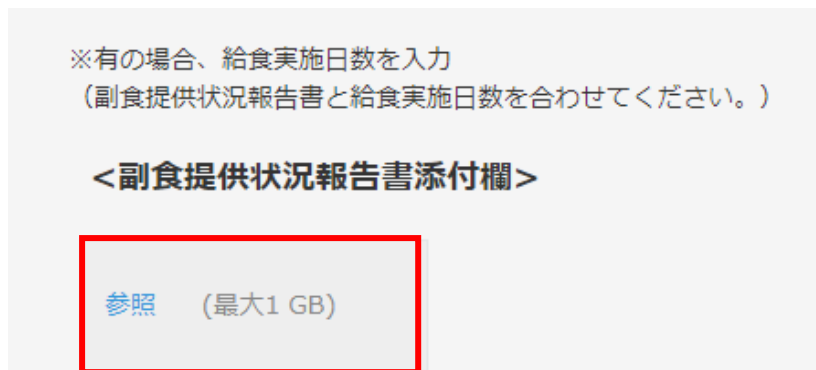 ※有の場合、給食実施日数を入力
（副食提供状況報告書と給食実施日数を合わせてください。）
<副食提供状況報告書添付欄>
参照 (最大1 GB)